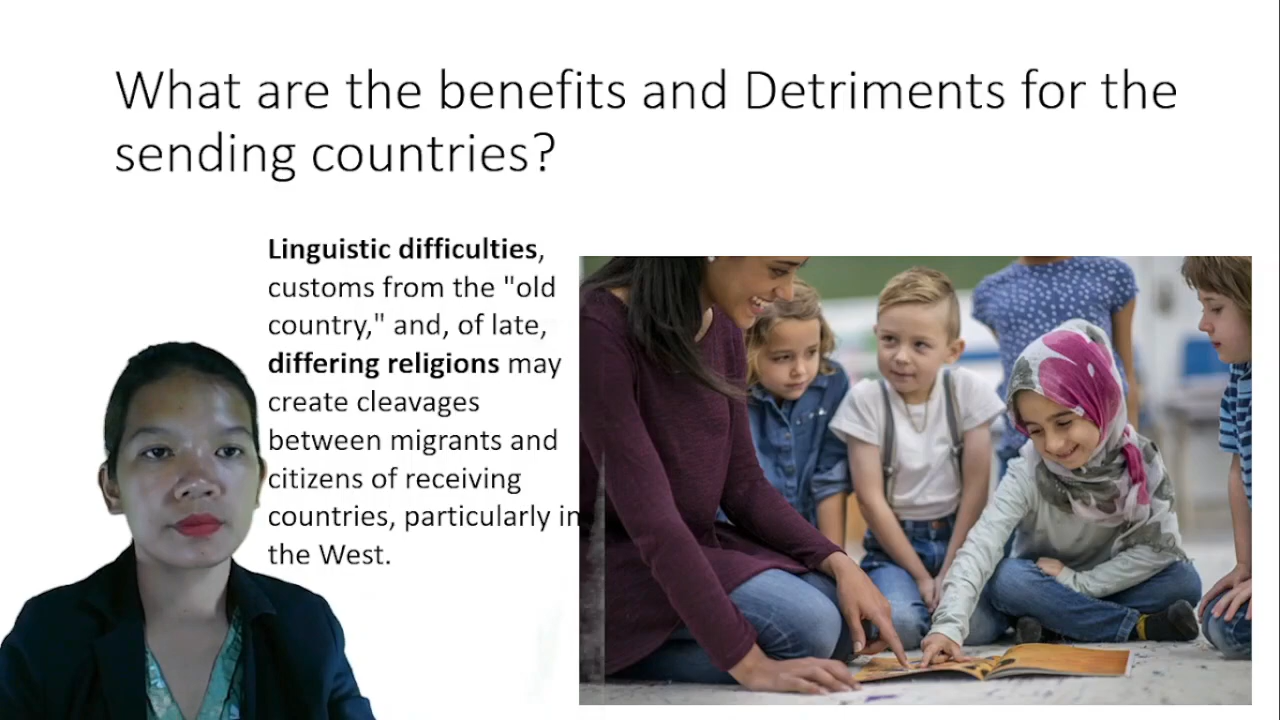 What are the benefits and Detriments for the
sending countries?
Linguistic difficulties,
customs from the "old
country," and, of late,
differing religions may
create cleavages
between migrants and
citizens of receiving
countries, particularly in
the West.